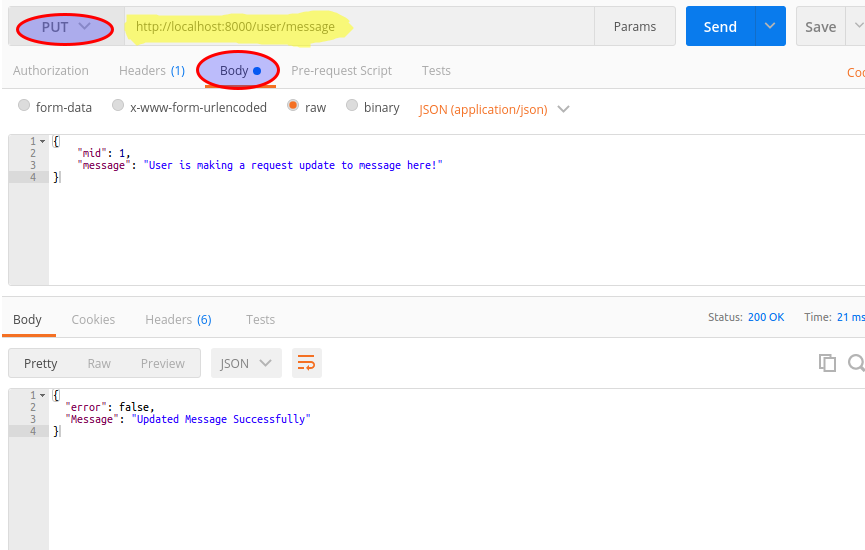 PUT http://localhost:8000/user/message Params Send Save
Authorization Headers (1) Body Pre-request Script Tests Coo
form-data x-www-form-urlencoded raw binary JSON (application/json)
1 {
2 "mid": 1,
3 "message": "User is making a request update to message here!"
4 }
Body Cookies Headers (6) Tests Status: 200 OK Time: 21 ms
Pretty Raw Preview JSON
1 {
2 "error": false,
3 "Message": "Updated Message Successfully"
4 }